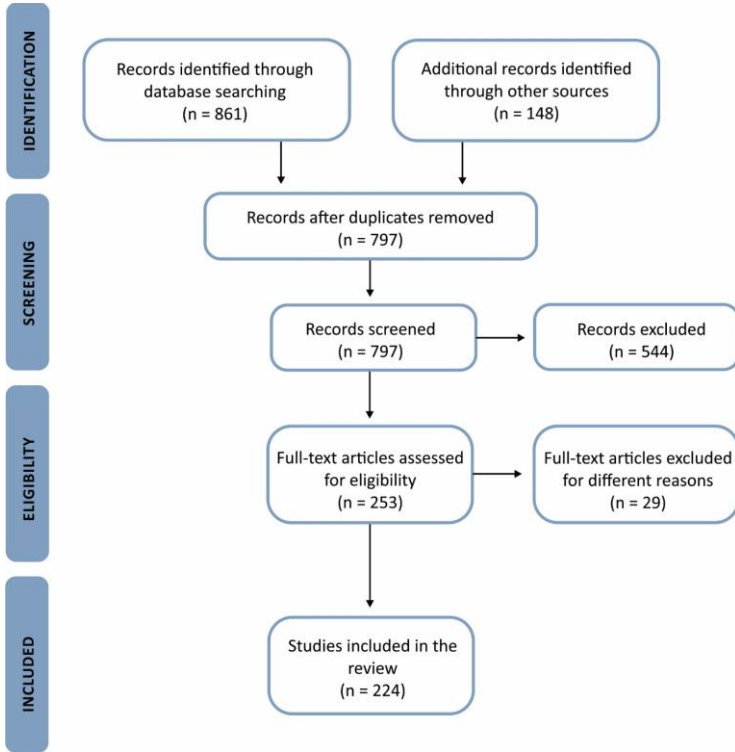 IDENTIFICATION
Records identified through
database searching
(n = 861)
Additional records identified
through other sources
(n = 148)
SCREENING
Records after duplicates removed
(n = 797)
Records screened
(n = 797)
Records excluded
(n = 544)
ELIGIBILITY
Full-text articles assessed
for eligibility
(n = 253)
Full-text articles excluded
for different reasons
(n = 29)
INCLUDED
Studies included in the
review
(n = 224)